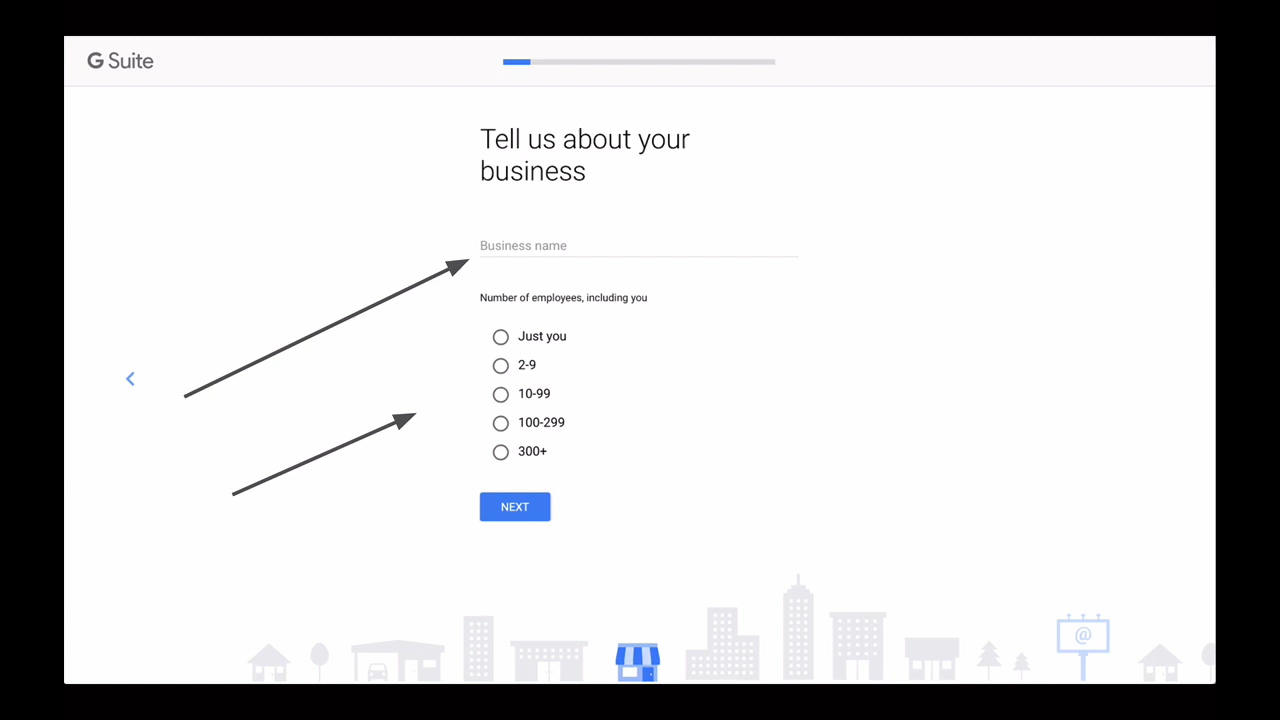 G Suite
Tell us about your
business
Business name
Number of employees, including you
Just you
2-9
10-99
100-299
300+
NEXT
@